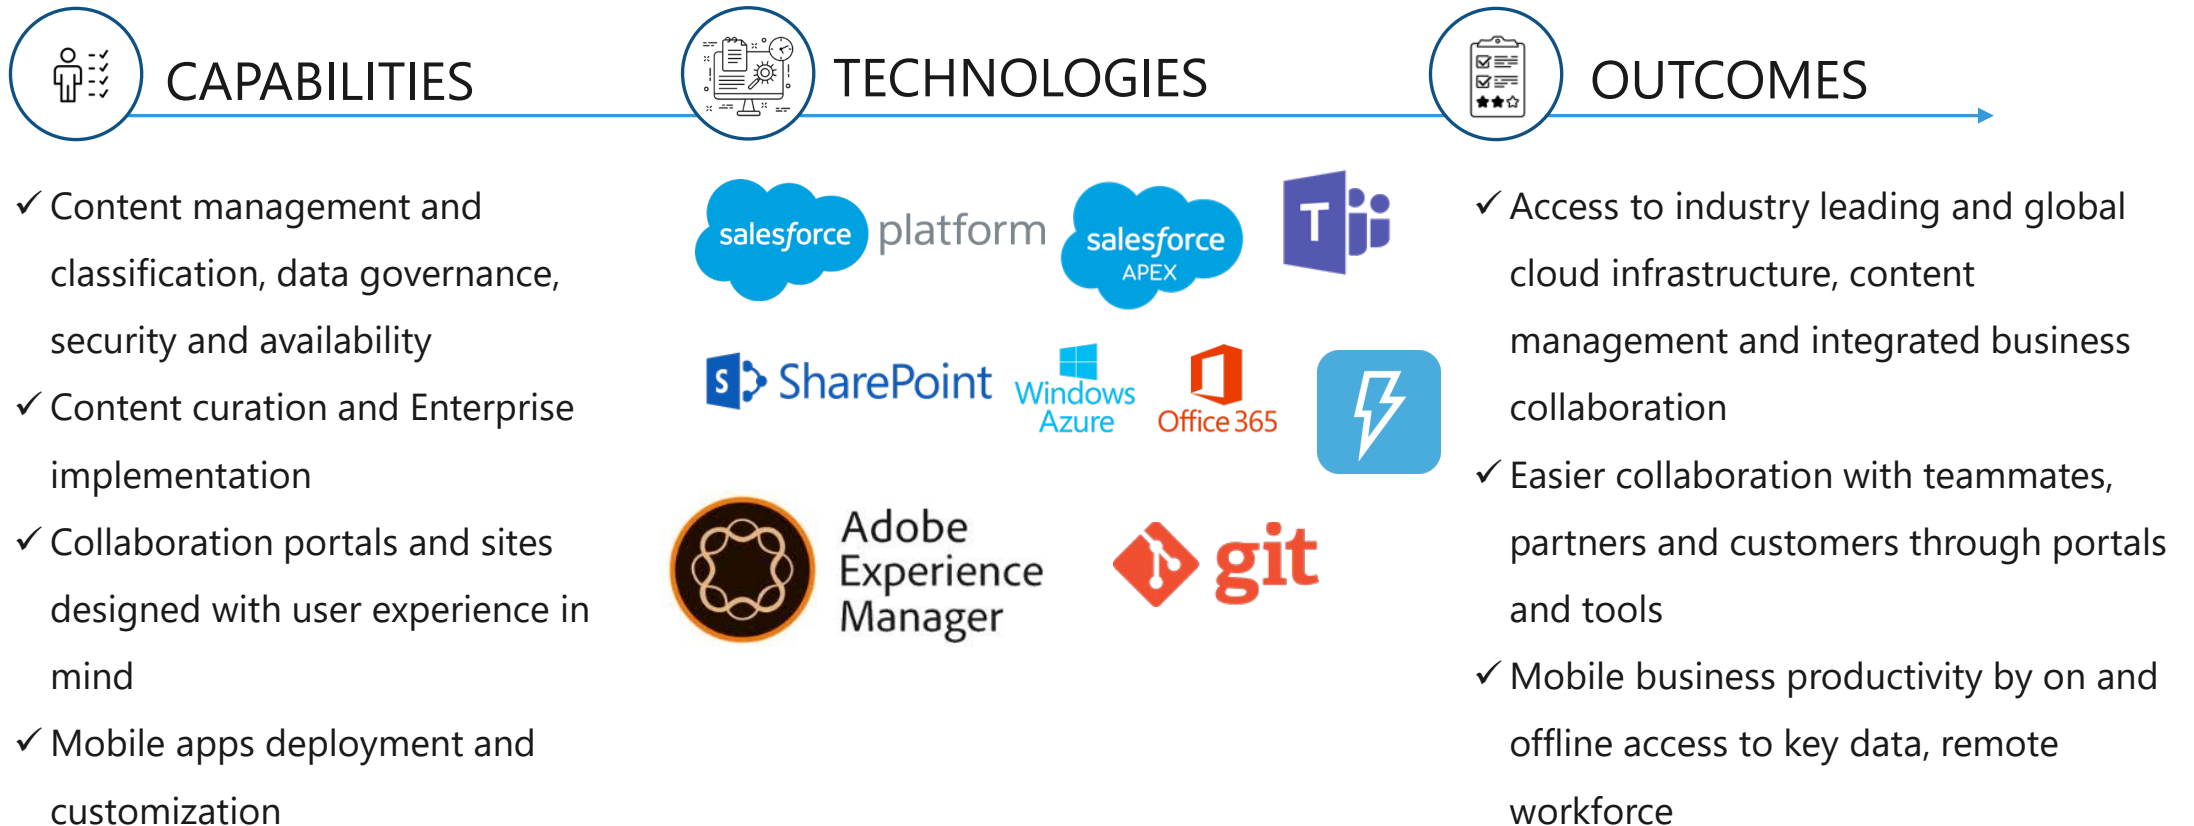 CAPABILITIES
✓ Content management and
classification, data governance,
security and availability
✓ Content curation and Enterprise
implementation
✓ Collaboration portals and sites
designed with user experience in
mind
✓ Mobile apps deployment and
customization
TECHNOLOGIES
salesforce platform
salesforce
APEX
T
S SharePoint
Windows
Azure
Office 365
Adobe
Experience
Manager
git
OUTCOMES
✓ Access to industry leading and global
cloud infrastructure, content
management and integrated business
collaboration
✓ Easier collaboration with teammates,
partners and customers through portals
and tools
✓ Mobile business productivity by on and
offline access to key data, remote
workforce